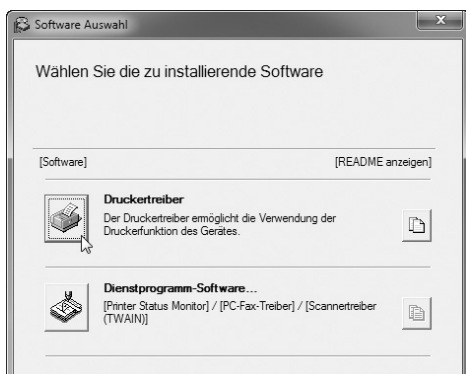 Software Auswahl
Wählen Sie die zu installierende Software
[Software] [README anzeigen]
Druckertreiber
Der Druckertreiber ermöglicht die Verwendung der
Druckerfunktion des Gerätes.
Dienstprogramm-Software...
[Printer Status Monitor] / [PC-Fax-Treiber] / [Scannertreiber
(TWAIN)]